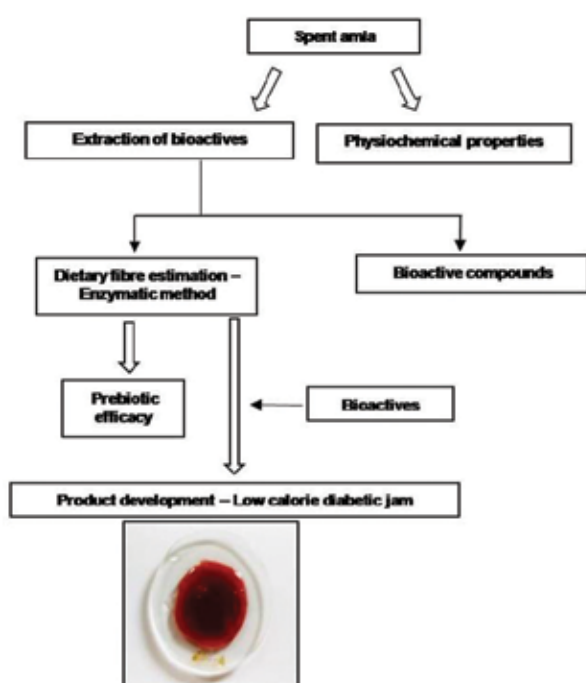 Spent amla
Extraction of bioactives
Physiochemical properties
Dietary fibre estimation –
Enzymatic method
Bioactive compounds
Prebiotic
efficacy
Bioactives
Product development – Low calorie diabetic jam